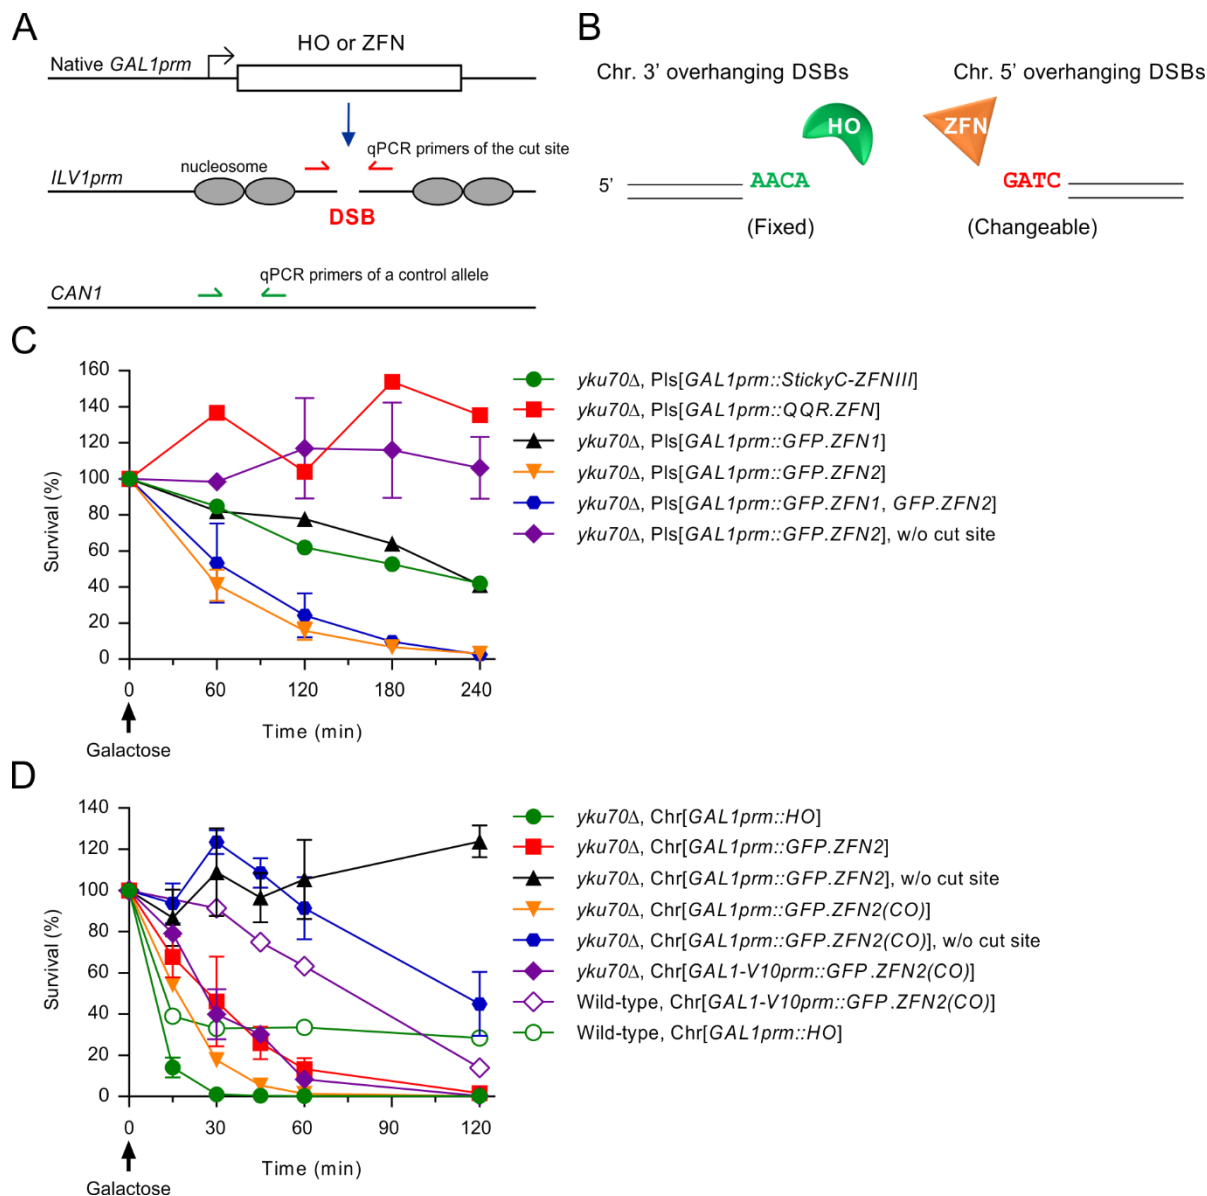 A
HO or ZFN
Native GAL1prm
qPCR primers of the cut site
nucleosome
ILV1prm
DSB
qPCR primers of a control allele
CAN1
B
Chr. 3' overhanging DSBs
Chr. 5' overhanging DSBs
HO
ZFN
5'
AACA
GATC
(Fixed)
(Changeable)
C
160
140
120
100
80
60
40
20
0
Survival (%)
0 60 120 180 240
Time (min)
Galactose
yku70Δ, Pls[GAL1prm::StickyC-ZFNIII]
yku70Δ, Pls[GAL1prm::QQR.ZFN]
yku70Δ, Pls[GAL1prm::GFP.ZFN1]
yku70Δ, Pls[GAL1prm::GFP.ZFN2]
yku70Δ, Pls[GAL1prm::GFP.ZFN1, GFP.ZFN2]
yku70Δ, Pls[GAL1prm::GFP.ZFN2], w/o cut site
D
140
120
100
80
60
40
20
0
Survival (%)
0 30 60 90 120
Time (min)
Galactose
yku70Δ, Chr[GAL1prm::HO]
yku70Δ, Chr[GAL1prm::GFP.ZFN2]
yku70Δ, Chr[GAL1prm::GFP.ZFN2], w/o cut site
yku70Δ, Chr[GAL1prm::GFP.ZFN2(CO)]
yku70Δ, Chr[GAL1prm::GFP.ZFN2(CO)], w/o cut site
yku70Δ, Chr[GAL1-V10prm::GFP.ZFN2(CO)]
Wild-type, Chr[GAL1-V10prm::GFP.ZFN2(CO)]
Wild-type, Chr[GAL1prm::HO]